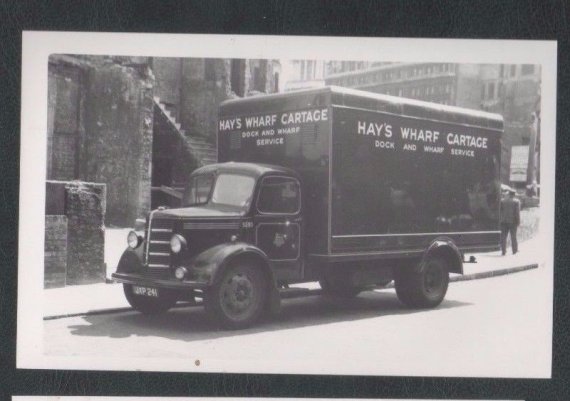 HAY'S WHARF CARTAGE
DOCK AND WHARF
SERVICE
HAY'S WHARF CARTAGE
DOCK AND WHARF SERVICE